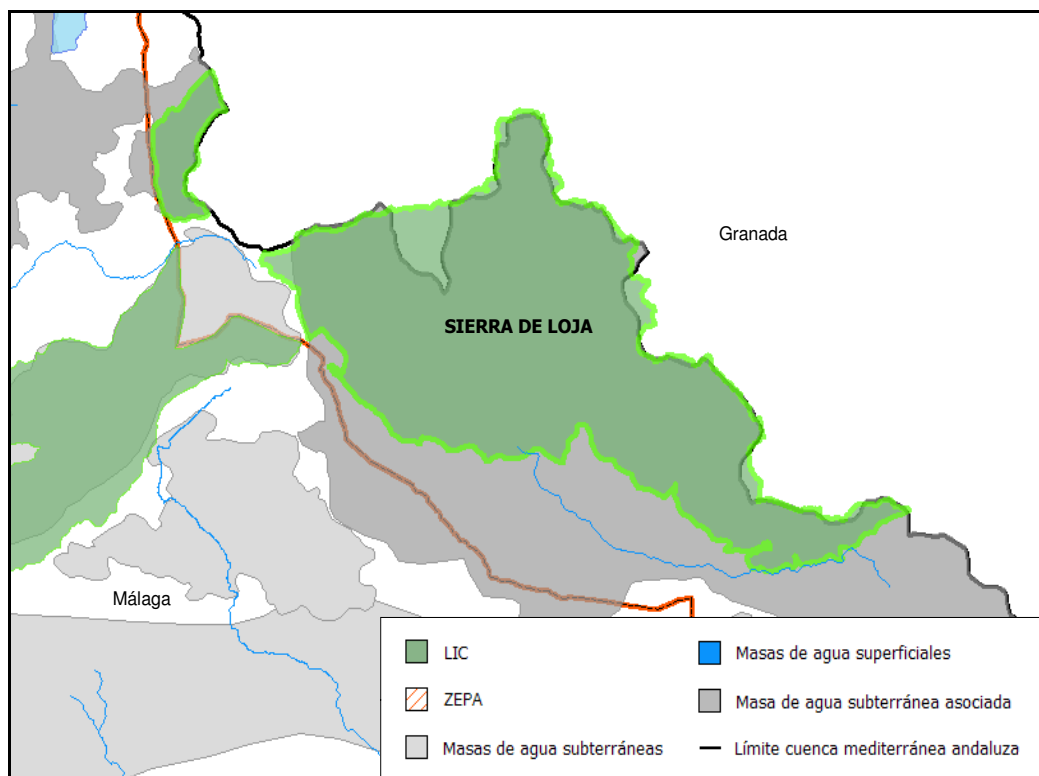 Granada
SIERRA DE LOJA
Málaga
LIC
ZEPA
Masas de agua subterráneas
Masas de agua superficiales
Masa de agua subterránea asociada
Límite cuenca mediterránea andaluza